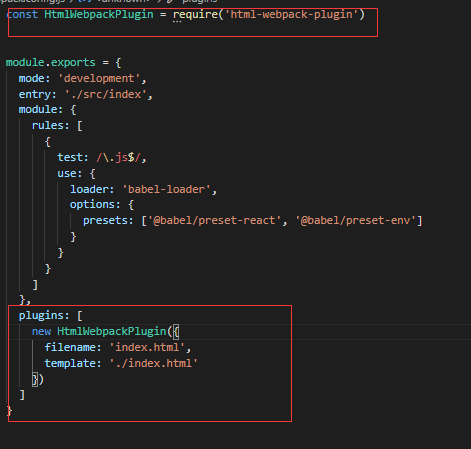 const HtmlWebpackPlugin = require('html-webpack-plugin')
module.exports = {
  mode: 'development',
  entry: './src/index',
  module: {
    rules: [
      {
        test: /\.js$/,
        use: {
          loader: 'babel-loader',
          options: {
            presets: ['@babel/preset-react', '@babel/preset-env']
          }
        }
      }
    ]
  },
  plugins: [
    new HtmlWebpackPlugin({
      filename: 'index.html',
      template: './index.html'
    })
  ]
}